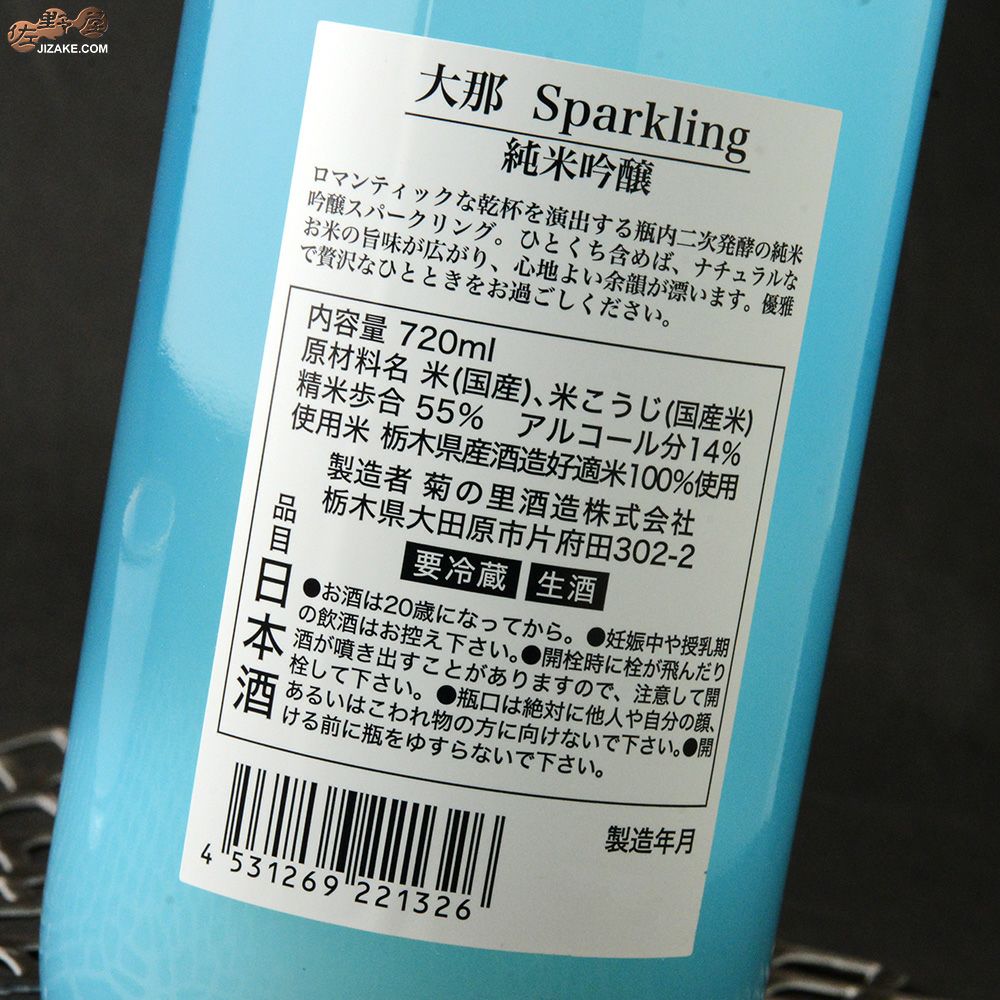 佐野屋
JIZAKE.COM
大那 Sparkling
純米吟醸
ロマンティックな乾杯を演出する瓶内二次発酵の純米
吟醸スパークリング。ひとくち含めば、ナチュラルな
お米の旨味が広がり、心地よい余韻が漂います。優雅
で贅沢なひとときをお過ごしください。
内容量 720ml
原材料名 米(国産)、米こうじ(国産米)
精米歩合 55% アルコール分14%
使用米 栃木県産酒造好適米100%使用
製造者 菊の里酒造株式会社
栃木県大田原市片府田302-2
要冷蔵 生酒
品目 日本酒
●お酒は20歳になってから。●妊娠中や授乳期
の飲酒はお控え下さい。●開栓時に栓が飛んだり
酒が噴き出すことがありますので、注意して開
栓して下さい。●瓶口は絶対に他人や自分の顔、
あるいはこわれ物の方に向けないで下さい。●開
ける前に瓶をゆすらないで下さい。
製造年月
4 531269 221326